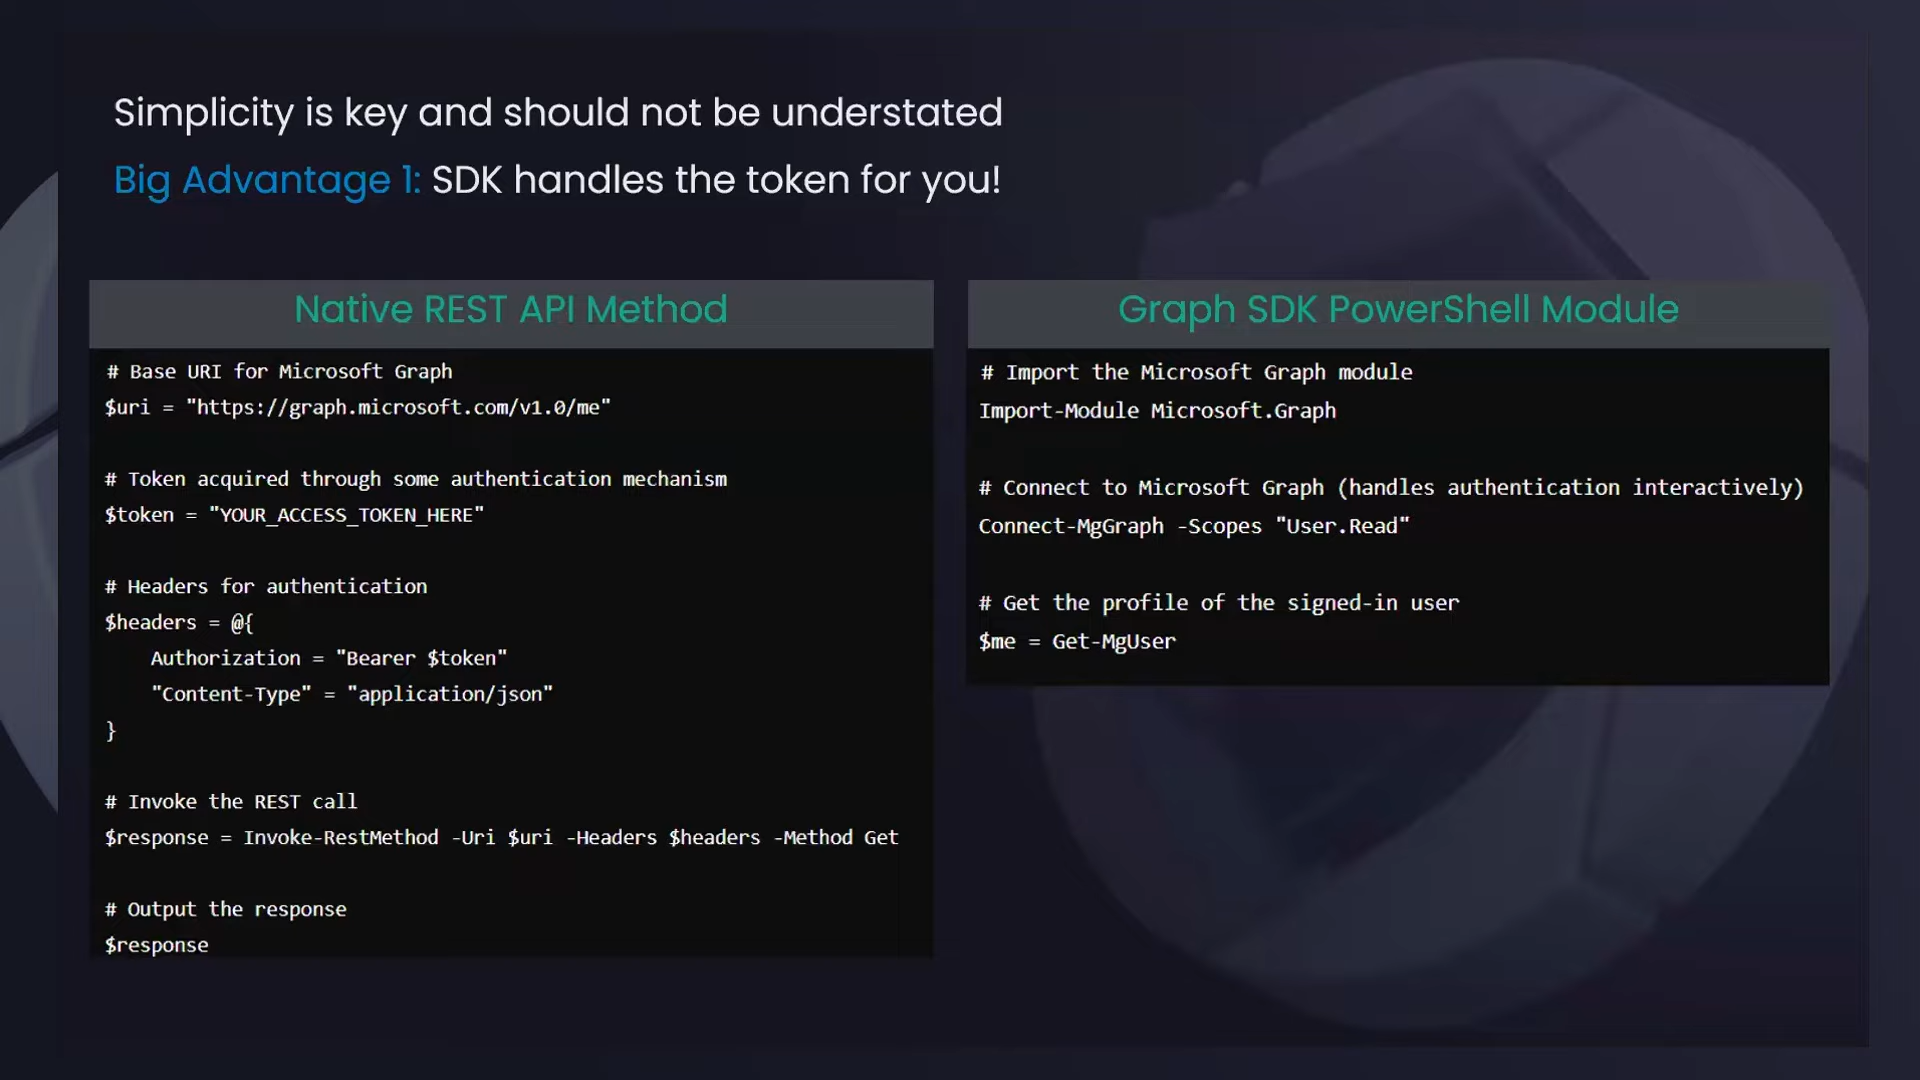 Simplicity is key and should not be understated
Big Advantage 1: SDK handles the token for you!
Native REST API Method
# Base URI for Microsoft Graph
$uri = "https://graph.microsoft.com/v1.0/me"
# Token acquired through some authentication mechanism
$token = "YOUR_ACCESS_TOKEN_HERE"
# Headers for authentication
$headers = @{
    Authorization = "Bearer $token"
    "Content-Type" = "application/json"
}
# Invoke the REST call
$response = Invoke-RestMethod -Uri $uri -Headers $headers -Method Get
# Output the response
$response
Graph SDK PowerShell Module
# Import the Microsoft Graph module
Import-Module Microsoft.Graph
# Connect to Microsoft Graph (handles authentication interactively)
Connect-MgGraph -Scopes "User.Read"
# Get the profile of the signed-in user
$me = Get-MgUser